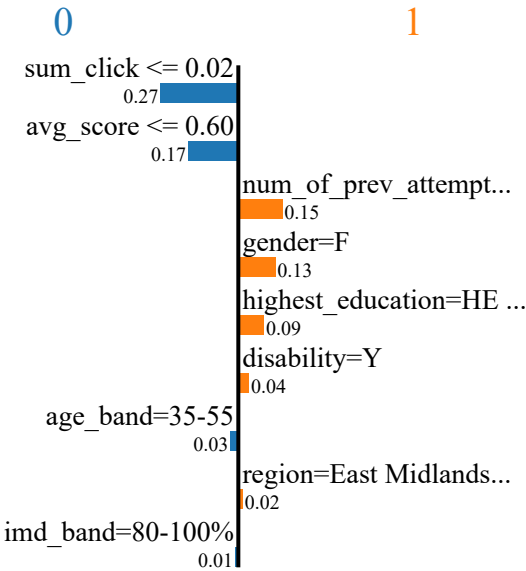 0 1
sum_click <= 0.02
0.27
avg_score <= 0.60
0.17
num_of_prev_attempt...
0.15
gender=F
0.13
highest_education=HE ...
0.09
disability=Y
0.04
age_band=35-55
0.03
region=East Midlands...
0.02
imd_band=80-100%
0.01